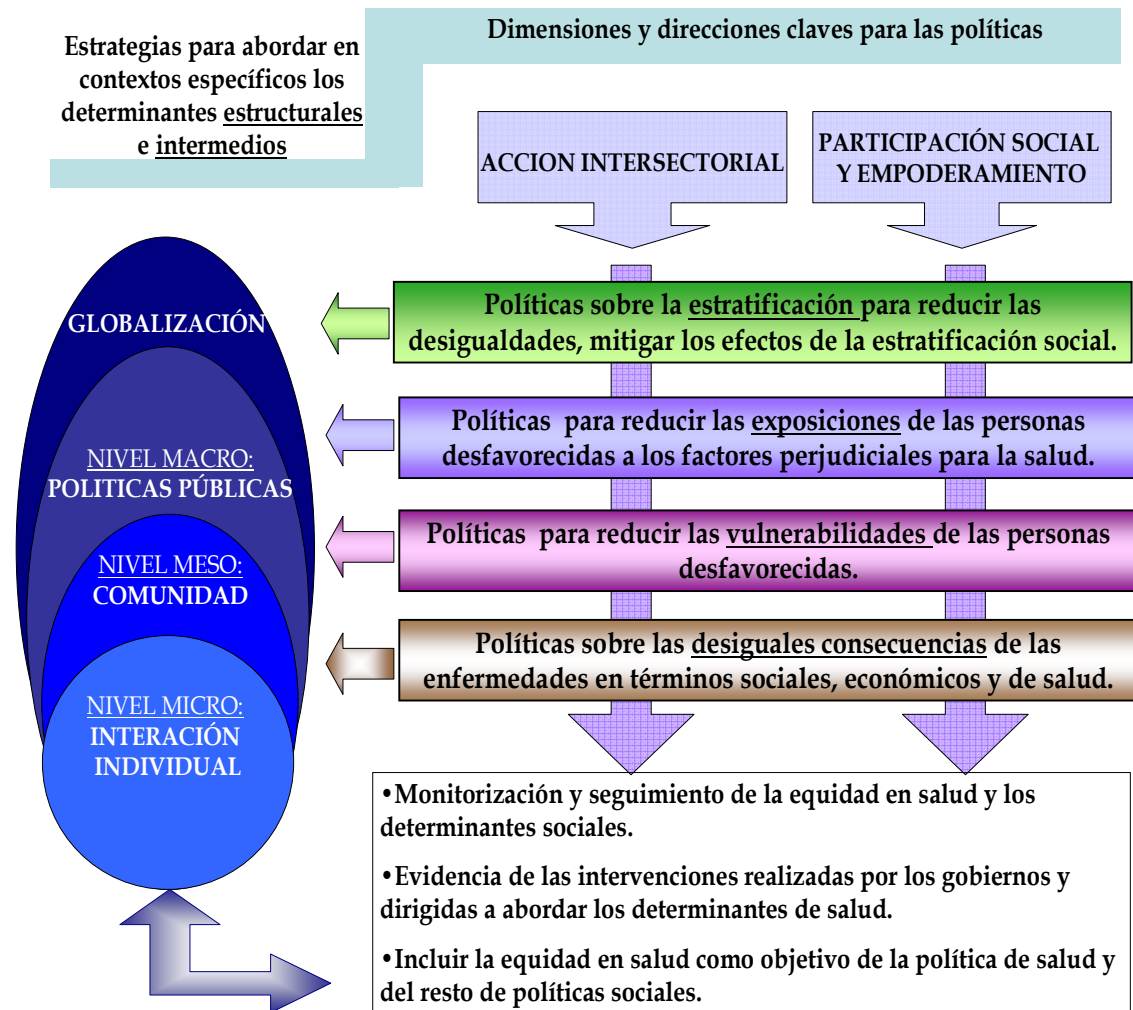 Estrategias para abordar en
contextos específicos los
determinantes estructurales
e intermedios
Dimensiones y direcciones claves para las políticas
ACCION INTERSECTORIAL
PARTICIPACIÓN SOCIAL
Y EMPODERAMIENTO
GLOBALIZACIÓN
NIVEL MACRO:
POLITICAS PÚBLICAS
NIVEL MESO:
COMUNIDAD
NIVEL MICRO:
INTERACIÓN
INDIVIDUAL
Políticas sobre la estratificación para reducir las
desigualdades, mitigar los efectos de la estratificación social.
Políticas para reducir las exposiciones de las personas
desfavorecidas a los factores perjudiciales para la salud.
Políticas para reducir las vulnerabilidades de las personas
desfavorecidas.
Políticas sobre las desiguales consecuencias de las
enfermedades en términos sociales, económicos y de salud.
•Monitorización y seguimiento de la equidad en salud y los
determinantes sociales.
•Evidencia de las intervenciones realizadas por los gobiernos y
dirigidas a abordar los determinantes de salud.
•Incluir la equidad en salud como objetivo de la política de salud y
del resto de políticas sociales.